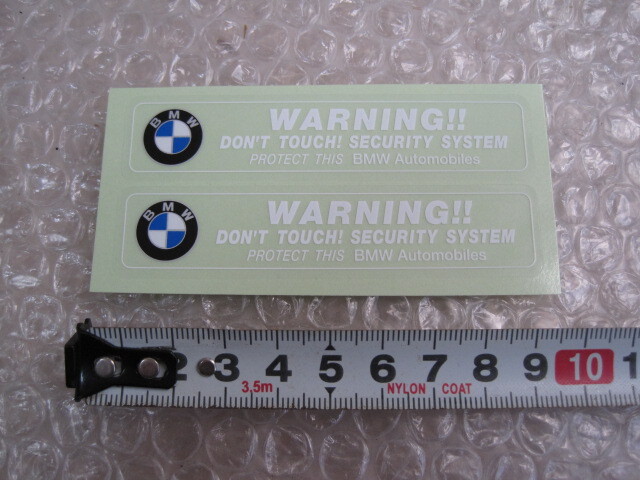 BMW
WARNING!!
DON'T TOUCH! SECURITY SYSTEM
PROTECT THIS BMW Automobiles
BMW
WARNING!!
DON'T TOUCH! SECURITY SYSTEM
PROTECT THIS BMW Automobiles
2 3 4 5 6 7 8 9 10
3,5m NYLON COAT